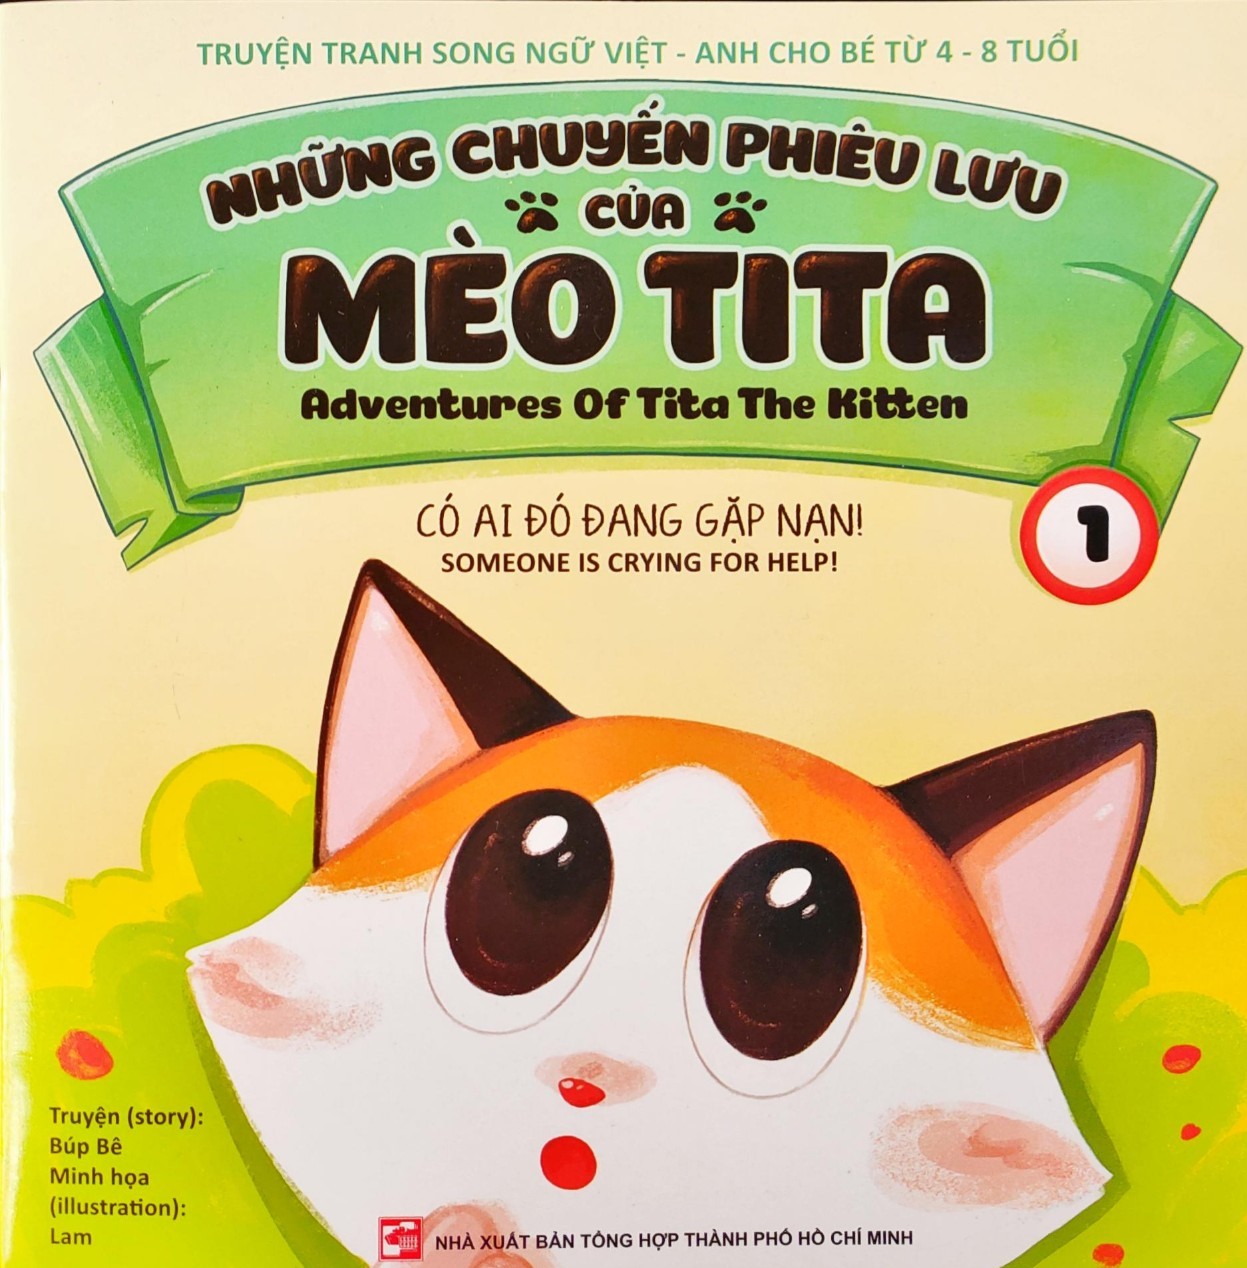 TRUYỆN TRANH SONG NGỮ VIỆT - ANH CHO BÉ TỪ 4 - 8 TUỔI
NHỮNG CHUYẾN PHIÊU LƯU
CỦA
MÈO TITA
Adventures Of Tita The Kitten
1
CÓ AI ĐÓ ĐANG GẶP NẠN!
SOMEONE IS CRYING FOR HELP!
Truyện (story):
Búp Bê
Minh họa
(illustration):
Lam
NHÀ XUẤT BẢN TỔNG HỢP THÀNH PHỐ HỒ CHÍ MINH